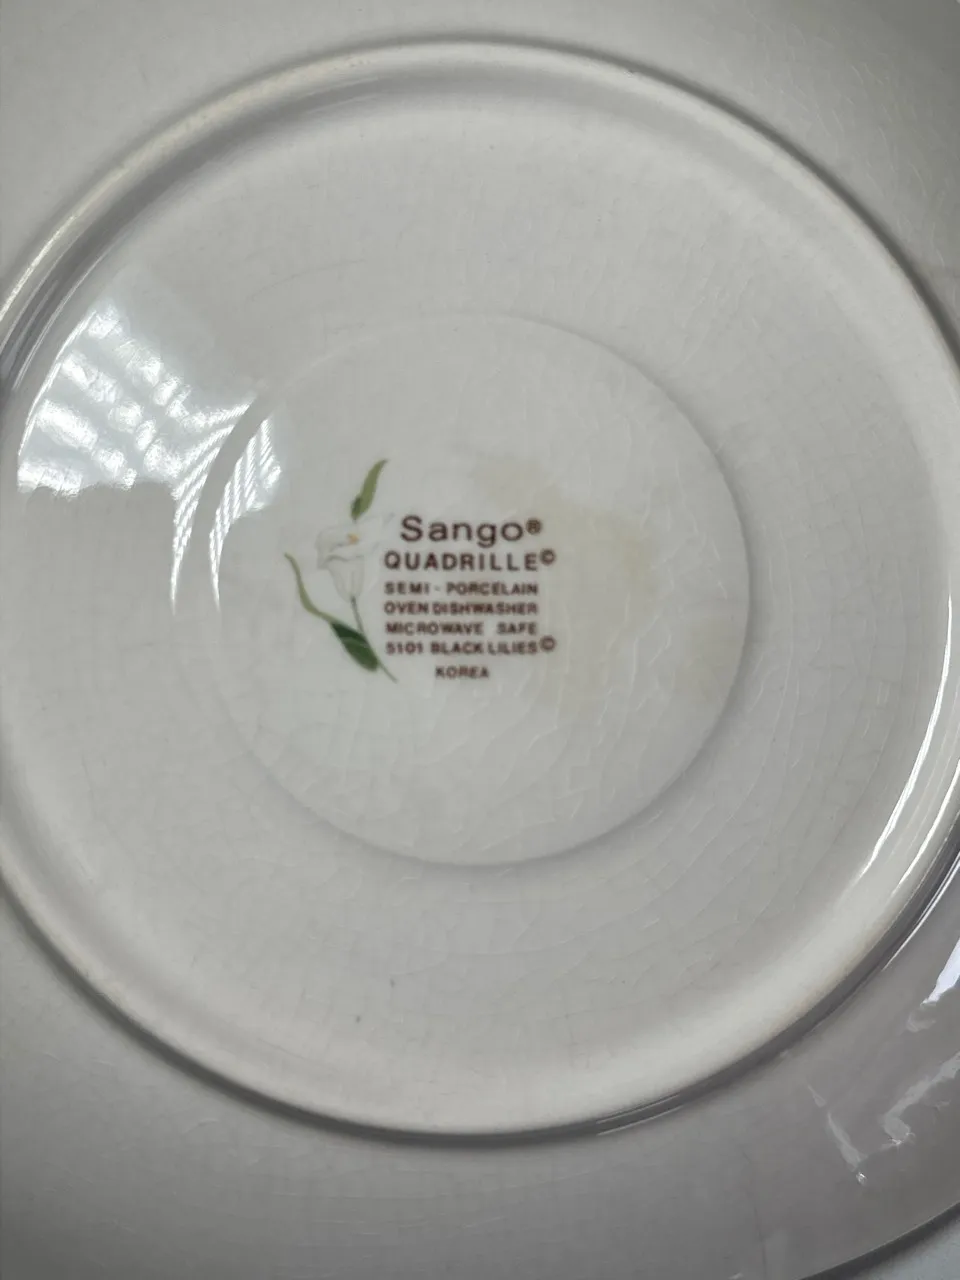 Sango®
QUADRILLE©
SEMI - PORCELAIN
OVEN DISHWASHER
MICROWAVE SAFE
5101 BLACK LILIES©
KOREA